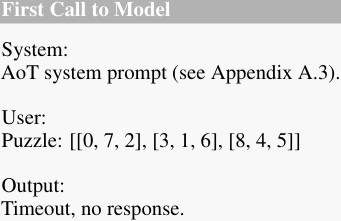 First Call to Model
System:
AoT system prompt (see Appendix A.3).
User:
Puzzle: [[0, 7, 2], [3, 1, 6], [8, 4, 5]]
Output:
Timeout, no response.